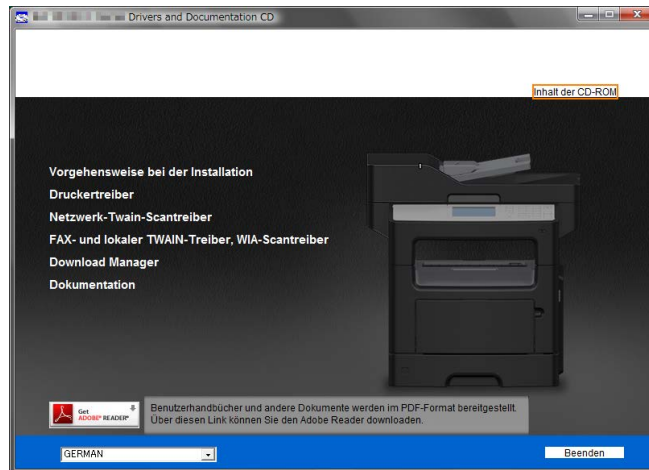 Drivers and Documentation CD
Inhalt der CD-ROM
Vorgehensweise bei der Installation
Druckertreiber
Netzwerk-Twain-Scantreiber
FAX- und lokaler TWAIN-Treiber, WIA-Scantreiber
Download Manager
Dokumentation
Get
ADOBE® READER®
Benutzerhandbücher und andere Dokumente werden im PDF-Format bereitgestellt.
Über diesen Link können Sie den Adobe Reader downloaden.
GERMAN
Beenden